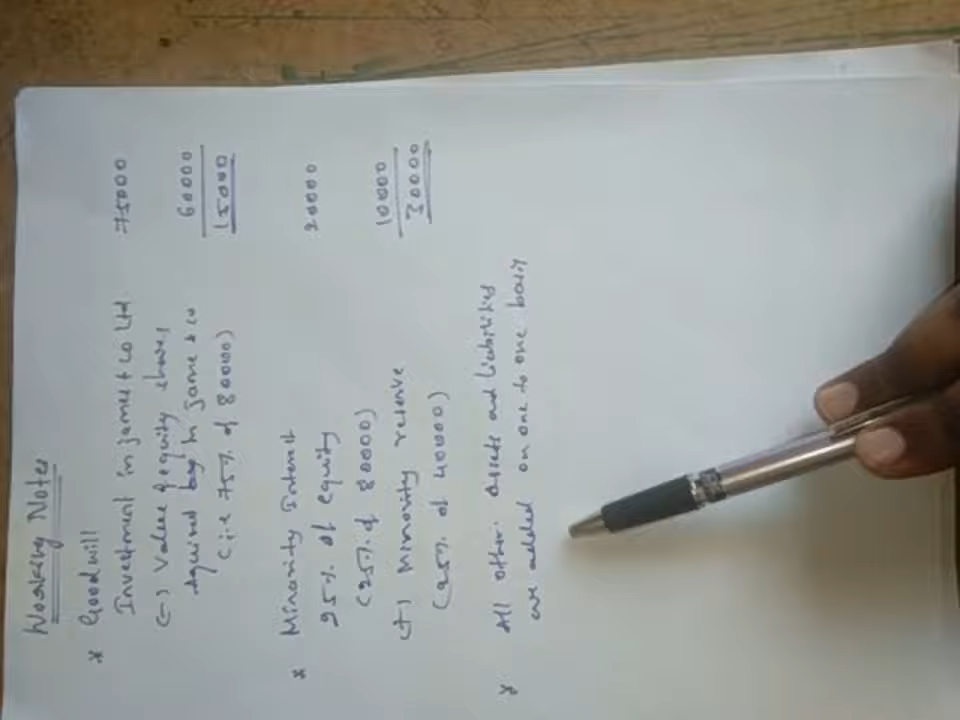 Working Notes
* Goodwill
Investment in james & Co Ltd 75000
(-) Value of equity shares
Aquired by in James & co 60000
(i.e 75% of 80000) 15000
* Minarity Interest
25% of equity 20000
(25% of 80000)
(+) Minority reserve 10000
(25% of 40000) 30000
* All other Assets and liabilities
are added on one to one basis